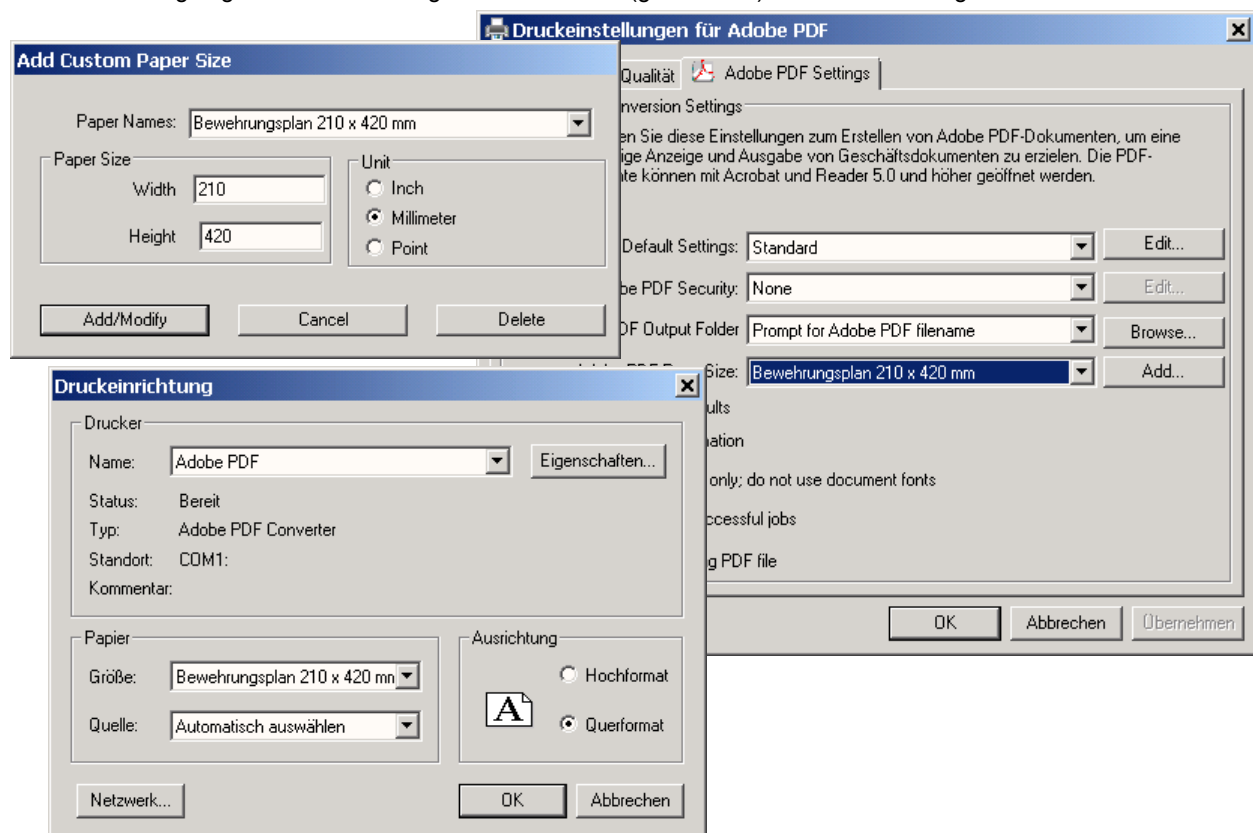 Druckeinstellungen für Adobe PDF
Add Custom Paper Size
Paper Names: Bewehrungsplan 210 x 420 mm
Paper Size
Width 210
Height 420
Unit
Inch
Millimeter
Point
Add/Modify Cancel Delete
Qualität Adobe PDF Settings
nversion Settings
en Sie diese Einstellungen zum Erstellen von Adobe PDF-Dokumenten, um eine
ige Anzeige und Ausgabe von Geschäftsdokumenten zu erzielen. Die PDF-
te können mit Acrobat und Reader 5.0 und höher geöffnet werden.
Default Settings: Standard Edit...
be PDF Security: None Edit...
DF Output Folder Prompt for Adobe PDF filename Browse...
Size: Bewehrungsplan 210 x 420 mm Add...
ults
ation
only; do not use document fonts
ccessful jobs
g PDF file
OK Abbrechen Übernehmen
Druckeinrichtung
Drucker
Name: Adobe PDF Eigenschaften...
Status: Bereit
Typ: Adobe PDF Converter
Standort: COM1:
Kommentar:
Papier
Größe: Bewehrungsplan 210 x 420 mn
Quelle: Automatisch auswählen
Ausrichtung
Hochformat
A
Querformat
Netzwerk... OK Abbrechen